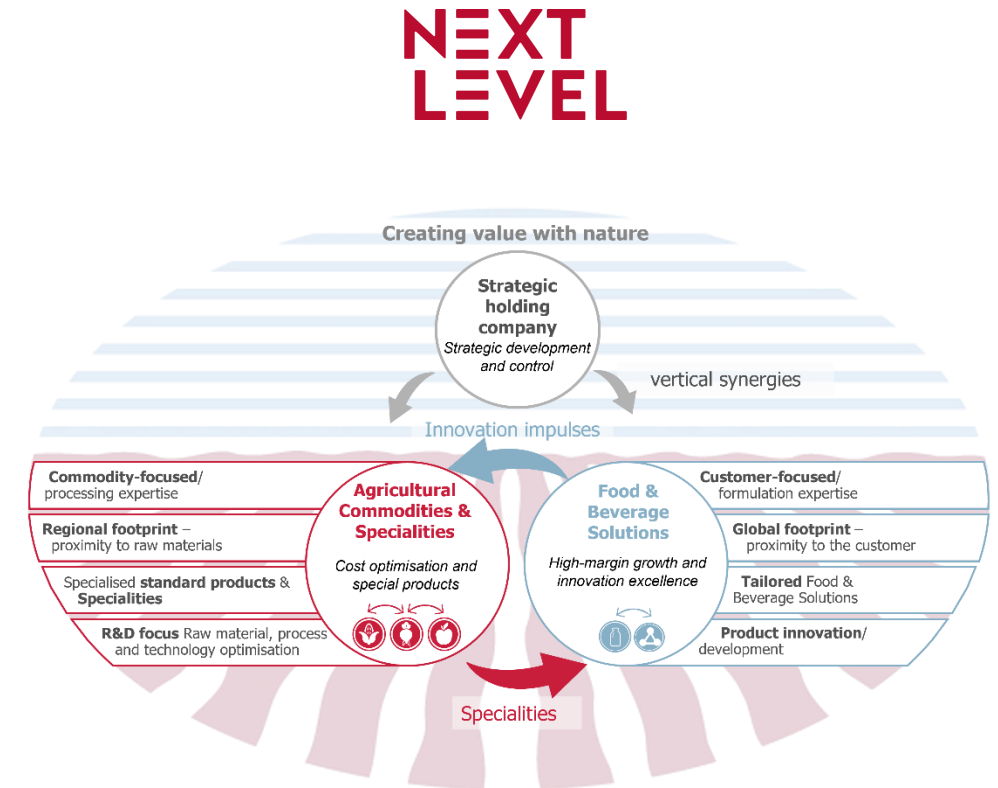 NEXT
LEVEL
Creating value with nature
Strategic
holding
company
Strategic development
and control
vertical synergies
Innovation impulses
Commodity-focused/
processing expertise
Regional footprint –
proximity to raw materials
Specialised standard products &
Specialities
R&D focus Raw material, process
and technology optimisation
Agricultural
Commodities &
Specialities
Cost optimisation and
special products
Food &
Beverage
Solutions
High-margin growth and
innovation excellence
Customer-focused/
formulation expertise
Global footprint –
proximity to the customer
Tailored Food &
Beverage Solutions
Product innovation/
development
Specialities